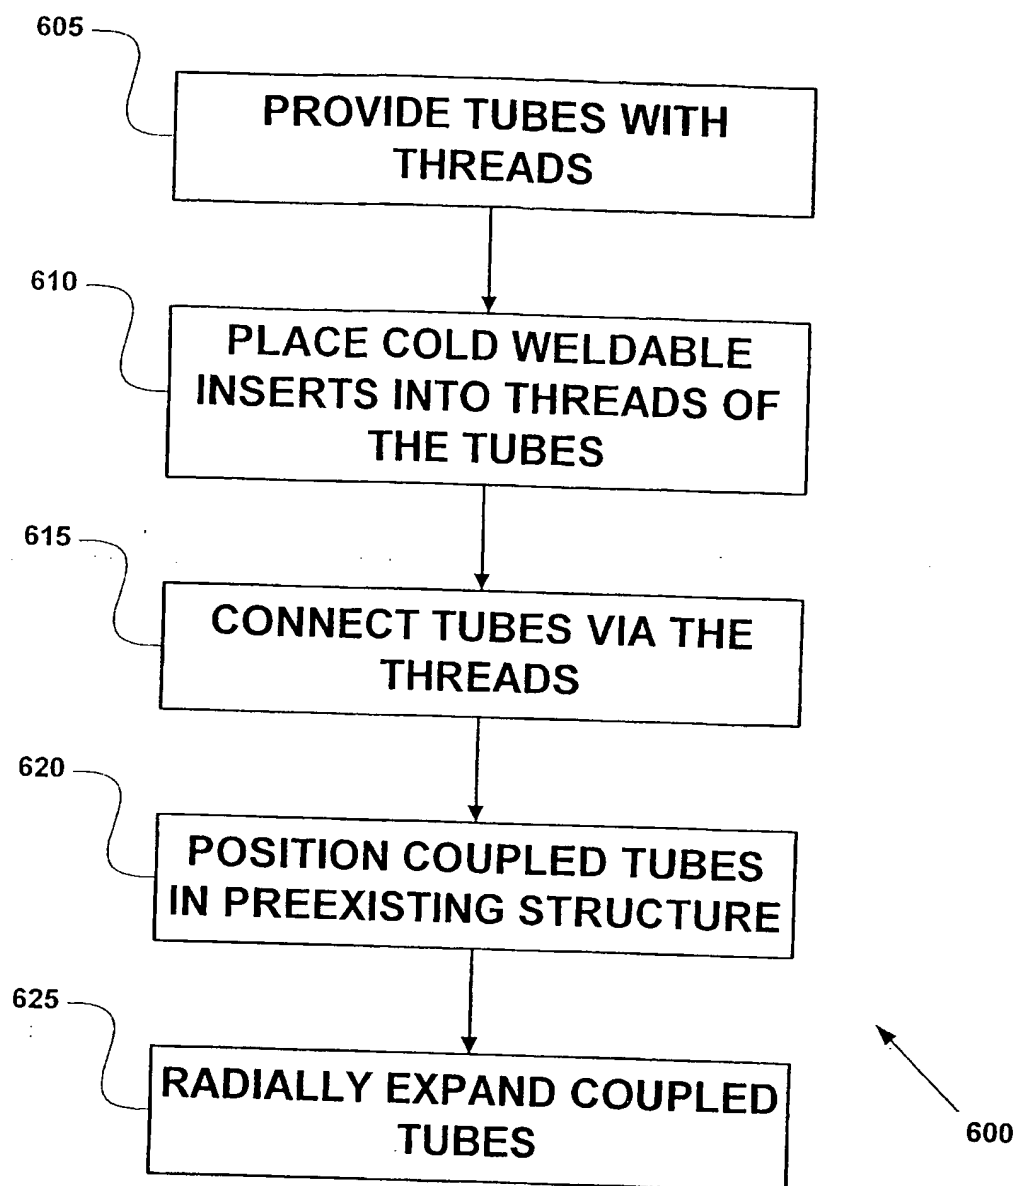 605
PROVIDE TUBES WITH
THREADS
610
PLACE COLD WELDABLE
INSERTS INTO THREADS OF
THE TUBES
615
CONNECT TUBES VIA THE
THREADS
620
POSITION COUPLED TUBES
IN PREEXISTING STRUCTURE
625
RADIALLY EXPAND COUPLED
TUBES
600